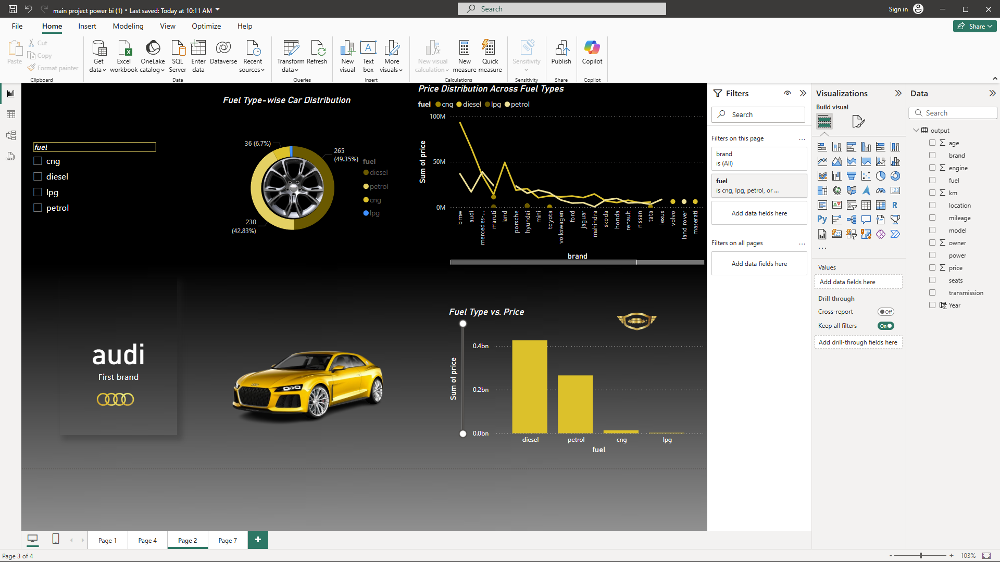 main project power bi (1) • Last saved: Today at 10:11 AM
Search
Sign in
File
Home
Insert
Modeling
View
Optimize
Help
Share
Paste
Cut
Copy
Format painter
Clipboard
Get data
Excel workbook
OneLake catalog
SQL Server
Enter data
Dataverse
Recent sources
Data
Transform data
Refresh
Queries
New visual
Text box
More visuals
Insert
New visual calculation
New measure
Quick measure
Calculations
Sensitivity
Sensitivity
Publish
Share
Copilot
Copilot
fuel
cng
diesel
lpg
petrol
Fuel Type-wise Car Distribution
36 (6.7%)
265
(49.35%)
230
(42.83%)
fuel
diesel
petrol
cng
lpg
Price Distribution Across Fuel Types
fuel cng diesel lpg petrol
100M
50M
0M
Sum of price
bmw
audi
mercedes-...
maruti
land
porsche
hyundai
mini
toyota
volkswagen
ford
jaguar
mahindra
skoda
honda
renault
nissan
tata
lexus
volvo
land rover
maserati
brand
audi
First brand
Fuel Type vs. Price
0.4bn
0.2bn
0.0bn
Sum of price
diesel
petrol
cng
lpg
fuel
Filters
Search
Filters on this page
...
brand
is (All)
fuel
is cng, lpg, petrol, or ...
Add data fields here
Filters on all pages
...
Add data fields here
Visualizations
Build visual
123
R
Py
123
...
Values
Add data fields here
Drill through
Cross-report
Off
Keep all filters
On
Add drill-through fields here
Data
Search
output
age
brand
engine
fuel
km
location
mileage
model
owner
power
price
seats
transmission
Year
Page 1
Page 4
Page 2
Page 7
+
Page 3 of 4
- + 103%